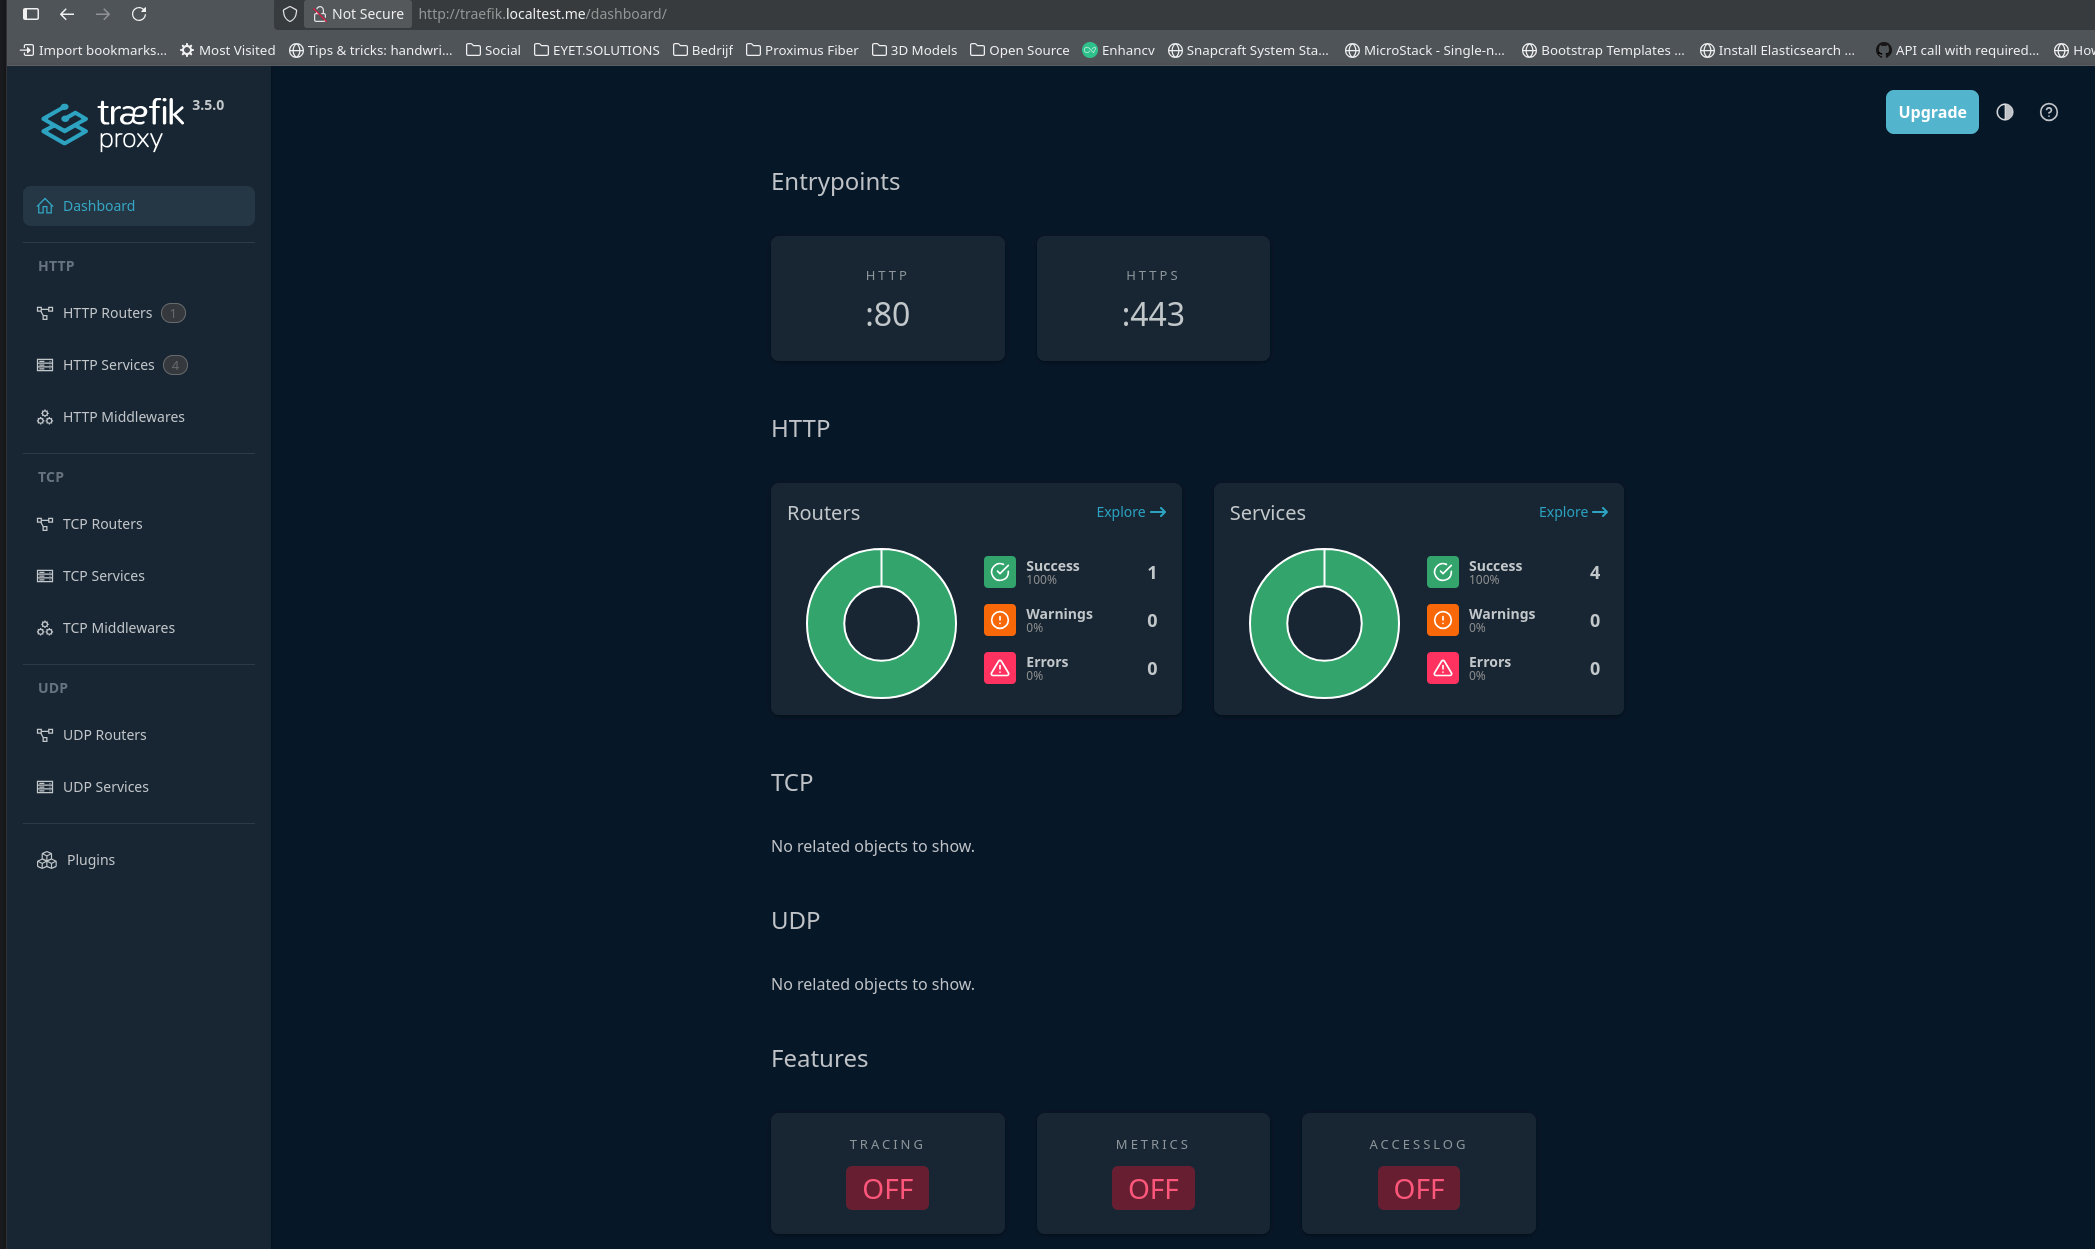 Not Secure http://traefik.localtest.me/dashboard/
Import bookmarks... Most Visited Tips & tricks: handwri... Social EYET.SOLUTIONS Bedrijf Proximus Fiber 3D Models Open Source Enhancv Snapcraft System Sta... MicroStack - Single-n... Bootstrap Templates ... Install Elasticsearch ... API call with required... How
træfik 3.5.0
proxy
Upgrade
Dashboard
HTTP
HTTP Routers 1
HTTP Services 4
HTTP Middlewares
TCP
TCP Routers
TCP Services
TCP Middlewares
UDP
UDP Routers
UDP Services
Plugins
Entrypoints
HTTP
:80
HTTPS
:443
HTTP
Routers Explore
Success 1
100%
Warnings 0
0%
Errors 0
0%
Services Explore
Success 4
100%
Warnings 0
0%
Errors 0
0%
TCP
No related objects to show.
UDP
No related objects to show.
Features
TRACING
OFF
METRICS
OFF
ACCESSLOG
OFF